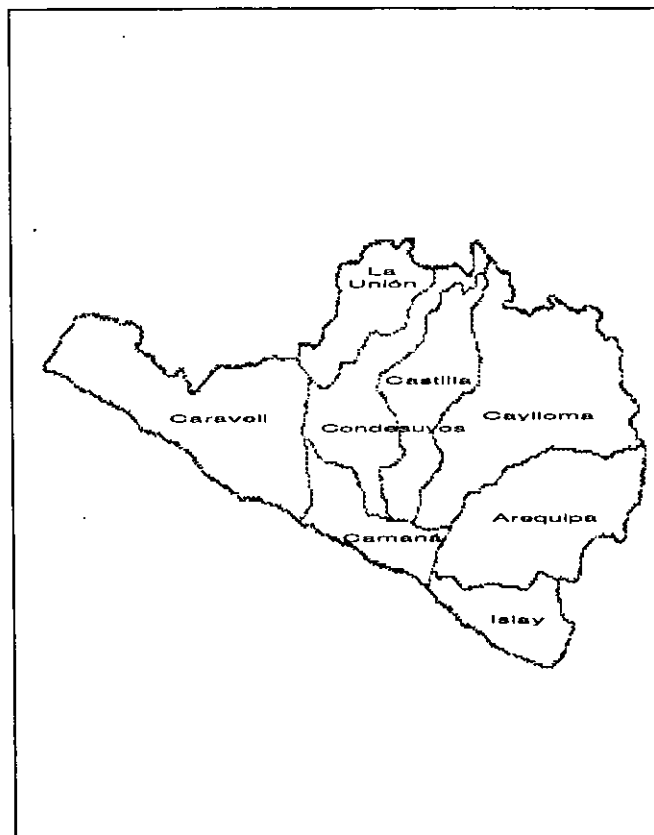 La
Unión
Castilla
Caravelí
Condesuyos
Caylloma
Arequipa
Camaná
Islay